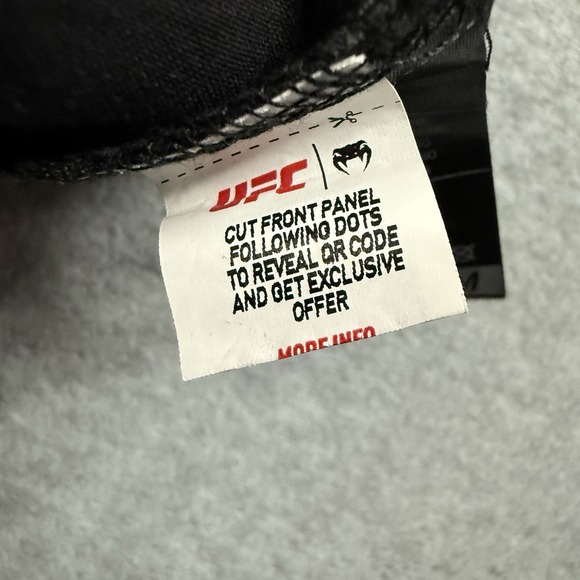 UFC
CUT FRONT PANEL
FOLLOWING DOTS
TO REVEAL QR CODE
AND GET EXCLUSIVE
OFFER
MORE INFO